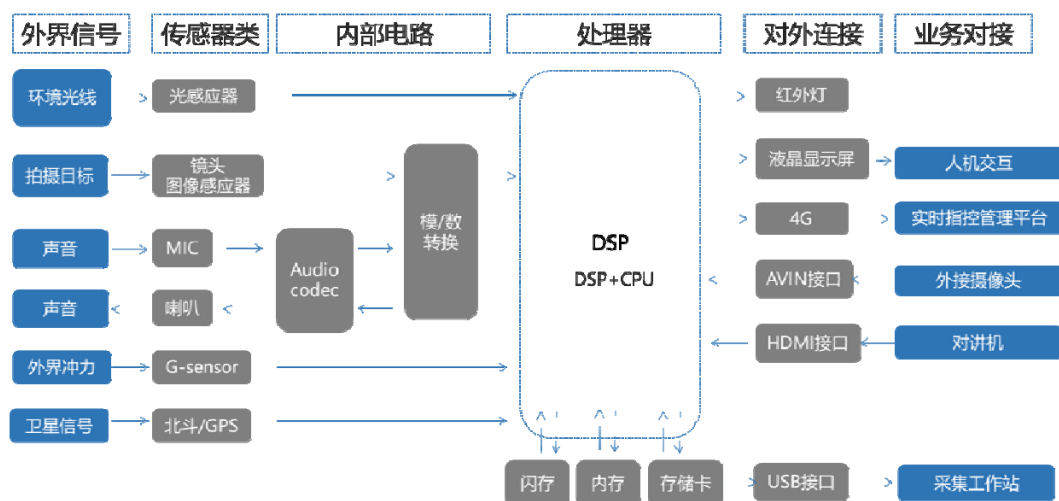 外界信号
传感器类
内部电路
处理器
对外连接
业务对接
环境光线
光感应器
红外灯
拍摄目标
镜头
图像感应器
模/数
转换
液晶显示屏
人机交互
4G
实时指控管理平台
声音
MIC
Audio
codec
DSP
DSP+CPU
AVIN接口
外接摄像头
声音
喇叭
HDMI接口
对讲机
外界冲力
G-sensor
卫星信号
北斗/GPS
闪存
内存
存储卡
USB接口
采集工作站